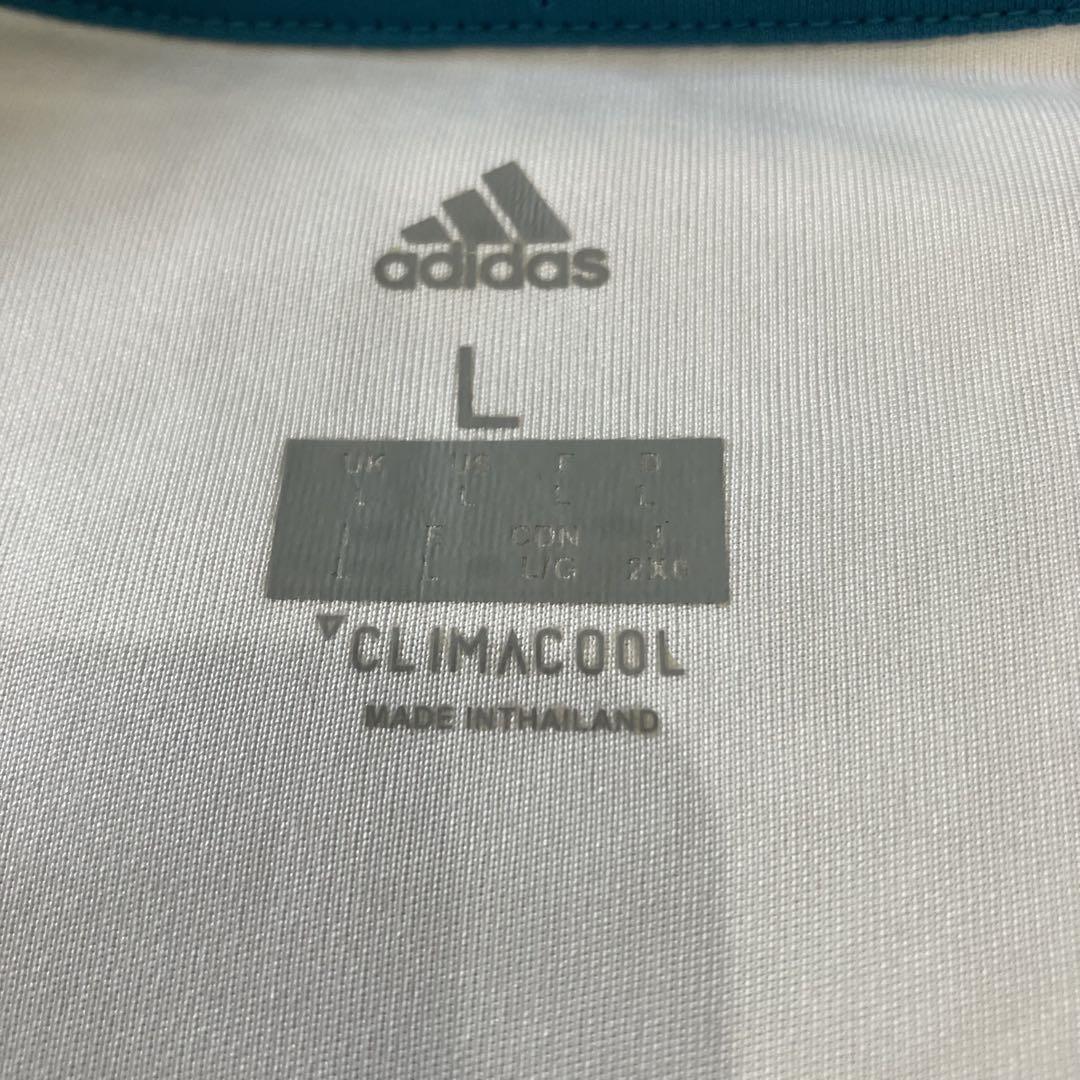 adidas
L
UK US F D
L L L L
I E CDN J
L L L/G 2XO
CLIMACOOL
MADE IN THAILAND